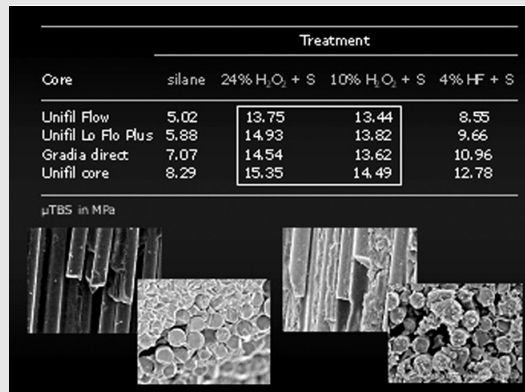 Treatment
Core silane 24% H₂O₂ + S 10% H₂O₂ + S 4% HF + S
Unifil Flow 5.02 13.75 13.44 8.55
Unifil Lo Flo Plus 5.88 14.93 13.82 9.66
Gradia direct 7.07 14.54 13.62 10.96
Unifil core 8.29 15.35 14.49 12.78
µTBS in MPa